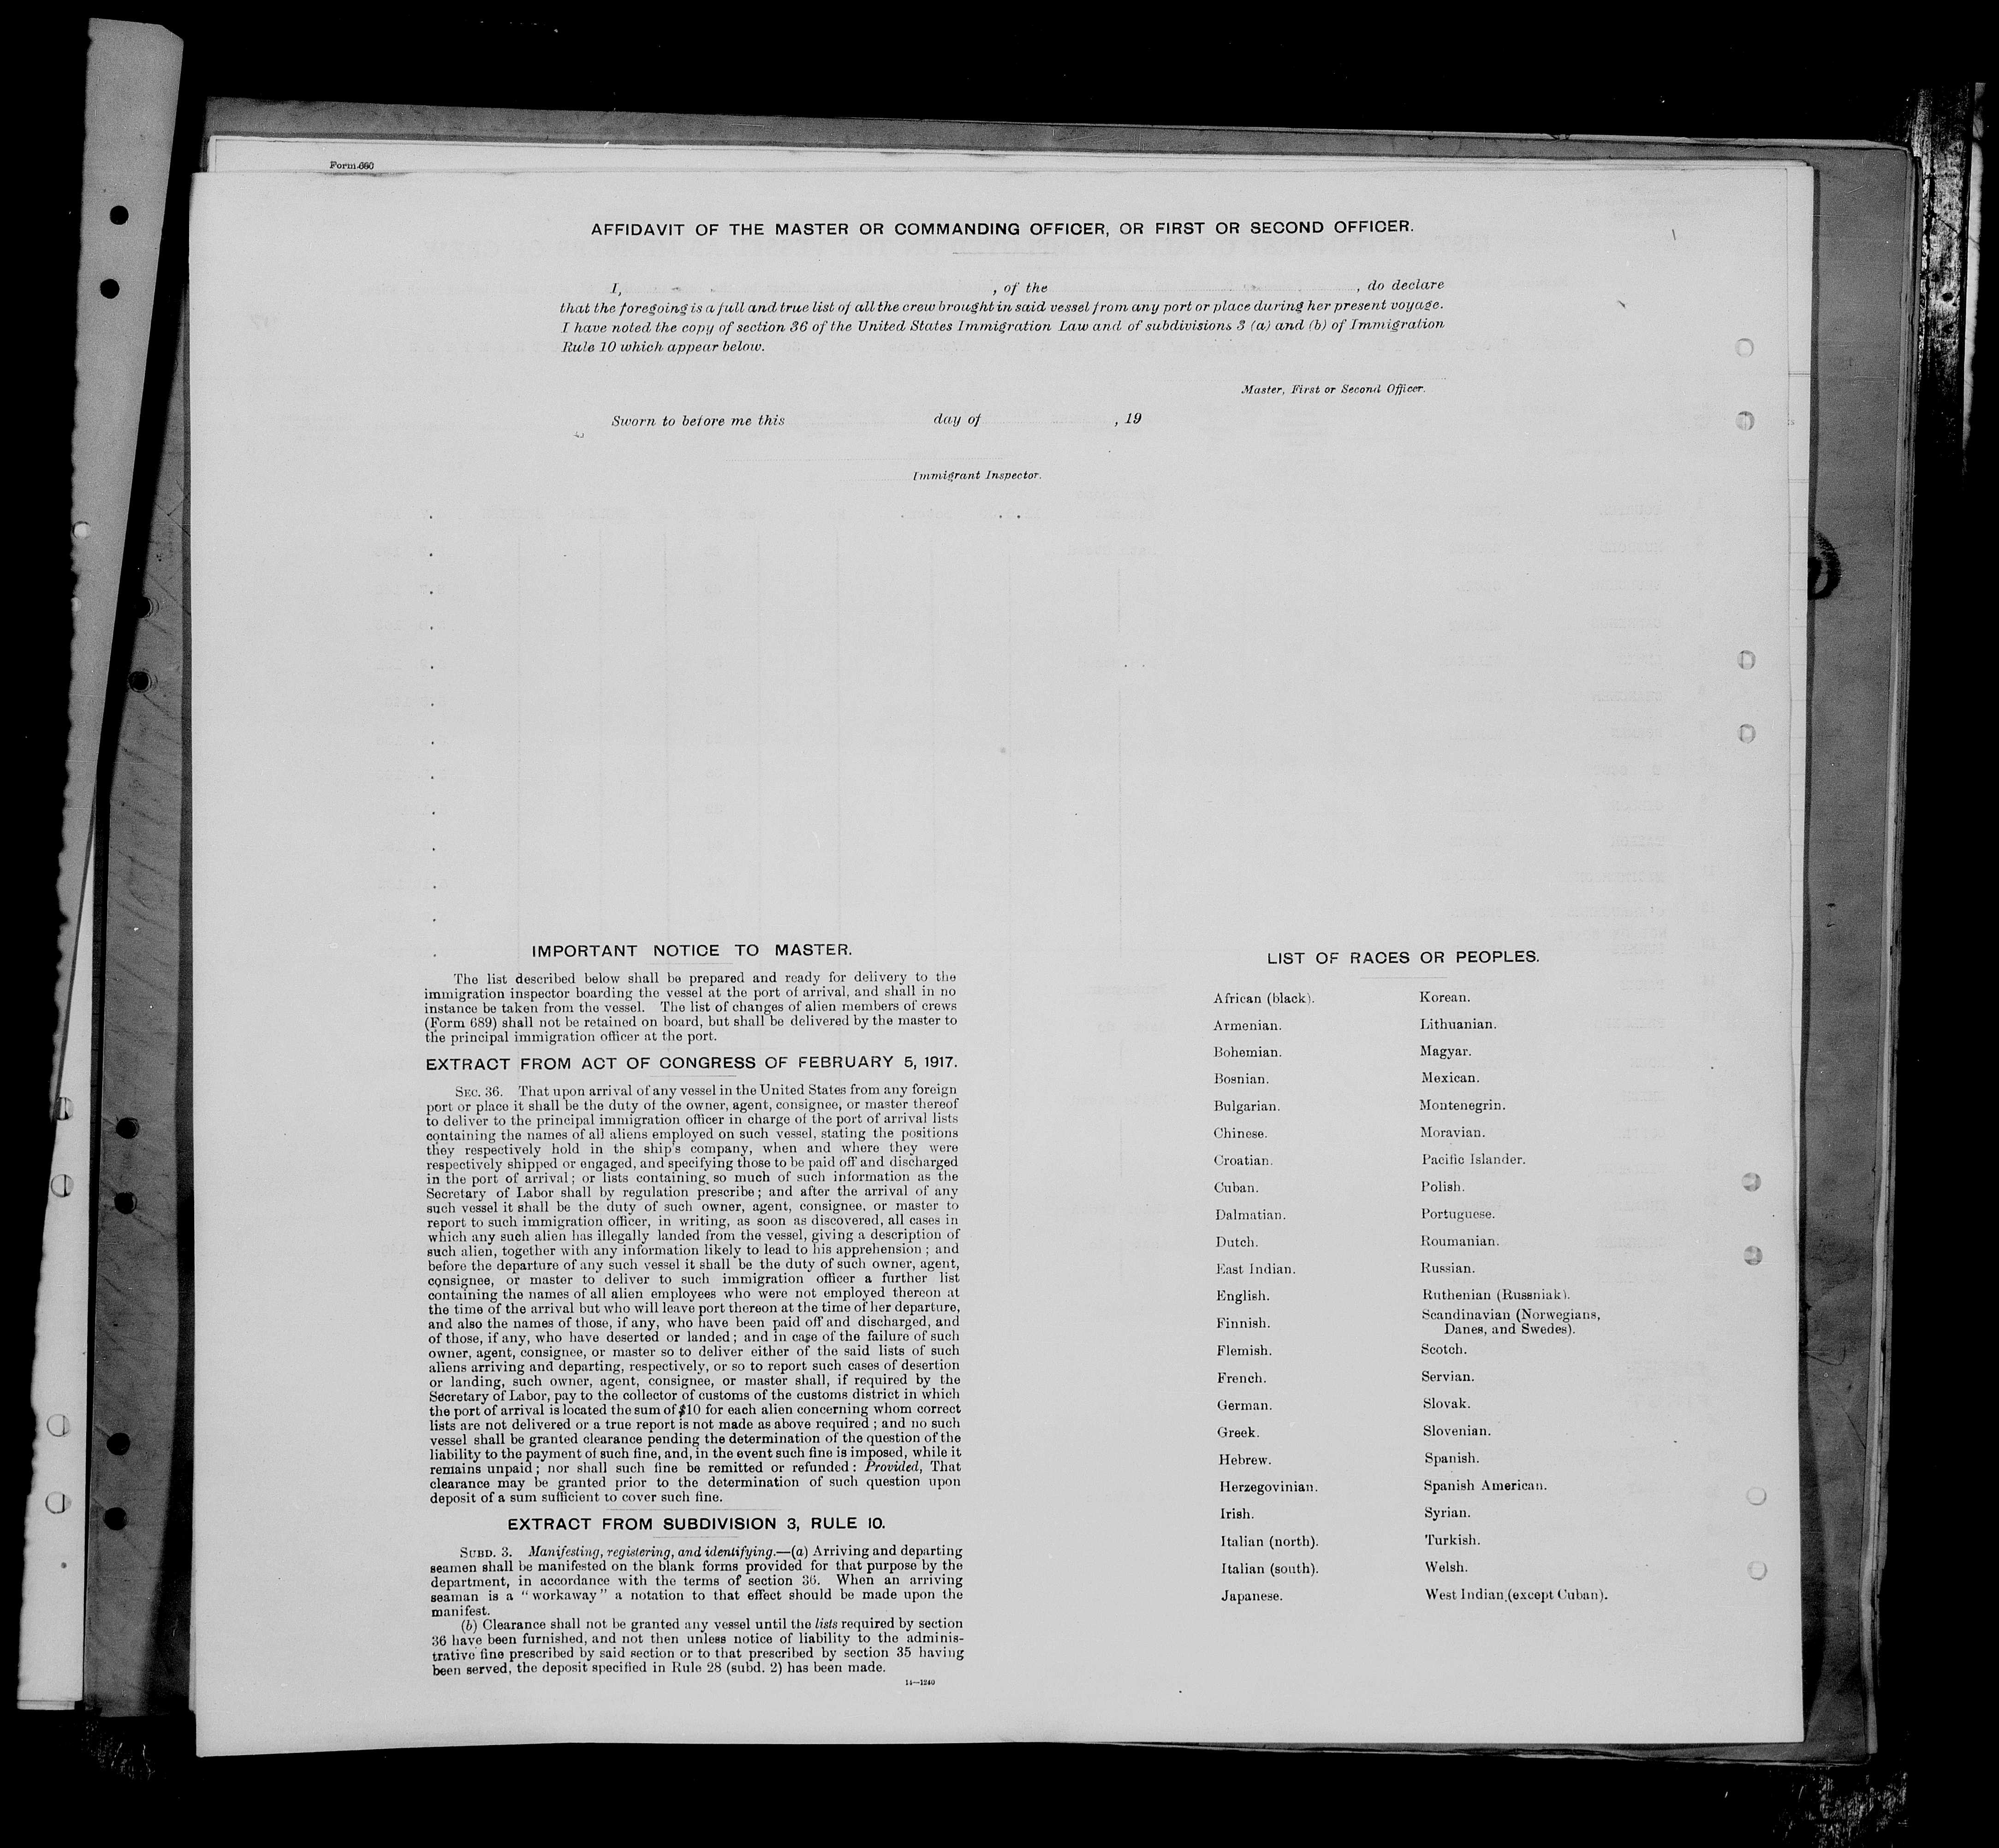 Form 660
AFFIDAVIT OF THE MASTER OR COMMANDING OFFICER, OR FIRST OR SECOND OFFICER.
I, , of the , do declare
that the foregoing is a full and true list of all the crew brought in said vessel from any port or place during her present voyage.
I have noted the copy of section 36 of the United States Immigration Law and of subdivisions 3 (a) and (b) of Immigration
Rule 10 which appear below.
Master, First or Second Officer.
Sworn to before me this day of , 19
Immigrant Inspector.
IMPORTANT NOTICE TO MASTER.
The list described below shall be prepared and ready for delivery to the
immigration inspector boarding the vessel at the port of arrival, and shall in no
instance be taken from the vessel. The list of changes of alien members of crews
(Form 689) shall not be retained on board, but shall be delivered by the master to
the principal immigration officer at the port.
EXTRACT FROM ACT OF CONGRESS OF FEBRUARY 5, 1917.
SEC. 36. That upon arrival of any vessel in the United States from any foreign
port or place it shall be the duty of the owner, agent, consignee, or master thereof
to deliver to the principal immigration officer in charge of the port of arrival lists
containing the names of all aliens employed on such vessel, stating the positions
they respectively hold in the ship's company, when and where they were
respectively shipped or engaged, and specifying those to be paid off and discharged
in the port of arrival; or lists containing so much of such information as the
Secretary of Labor shall by regulation prescribe; and after the arrival of any
such vessel it shall be the duty of such owner, agent, consignee, or master to
report to such immigration officer, in writing, as soon as discovered, all cases in
which any such alien has illegally landed from the vessel, giving a description of
such alien, together with any information likely to lead to his apprehension; and
before the departure of any such vessel it shall be the duty of such owner, agent,
consignee, or master to deliver to such immigration officer a further list
containing the names of all alien employees who were not employed thereon at
the time of the arrival but who will leave port thereon at the time of her departure,
and also the names of those, if any, who have been paid off and discharged, and
of those, if any, who have deserted or landed; and in case of the failure of such
owner, agent, consignee, or master so to deliver either of the said lists of such
aliens arriving and departing, respectively, or so to report such cases of desertion
or landing, such owner, agent, consignee, or master shall, if required by the
Secretary of Labor, pay to the collector of customs of the customs district in which
the port of arrival is located the sum of $10 for each alien concerning whom correct
lists are not delivered or a true report is not made as above required; and no such
vessel shall be granted clearance pending the determination of the question of the
liability to the payment of such fine, and, in the event such fine is imposed, while it
remains unpaid; nor shall such fine be remitted or refunded: Provided, That
clearance may be granted prior to the determination of such question upon
deposit of a sum sufficient to cover such fine.
EXTRACT FROM SUBDIVISION 3, RULE 10.
SUBD. 3. Manifesting, registering, and identifying.—(a) Arriving and departing
seamen shall be manifested on the blank forms provided for that purpose by the
department, in accordance with the terms of section 36. When an arriving
seaman is a "workaway" a notation to that effect should be made upon the
manifest.
(b) Clearance shall not be granted any vessel until the lists required by section
36 have been furnished, and not then unless notice of liability to the adminis-
trative fine prescribed by said section or to that prescribed by section 35 having
been served, the deposit specified in Rule 28 (subd. 2) has been made.
14—1240
LIST OF RACES OR PEOPLES.
African (black).
Armenian.
Bohemian.
Bosnian.
Bulgarian.
Chinese.
Croatian.
Cuban.
Dalmatian.
Dutch.
East Indian.
English.
Finnish.
Flemish.
French.
German.
Greek.
Hebrew.
Herzegovinian.
Irish.
Italian (north).
Italian (south).
Japanese.
Korean.
Lithuanian.
Magyar.
Mexican.
Montenegrin.
Moravian.
Pacific Islander.
Polish.
Portuguese.
Roumanian.
Russian.
Ruthenian (Russniak).
Scandinavian (Norwegians,
Danes, and Swedes).
Scotch.
Servian.
Slovak.
Slovenian.
Spanish.
Spanish American.
Syrian.
Turkish.
Welsh.
West Indian (except Cuban).